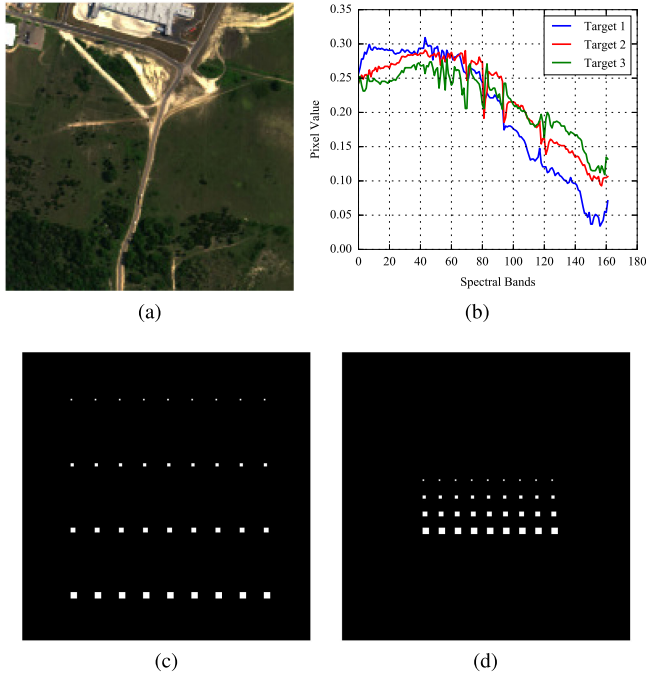 0.35
0.30
0.25
0.20
0.15
0.10
0.05
0.00
Pixel Value
Target 1
Target 2
Target 3
0 20 40 60 80 100 120 140 160 180
Spectral Bands
(a)
(b)
(c)
(d)